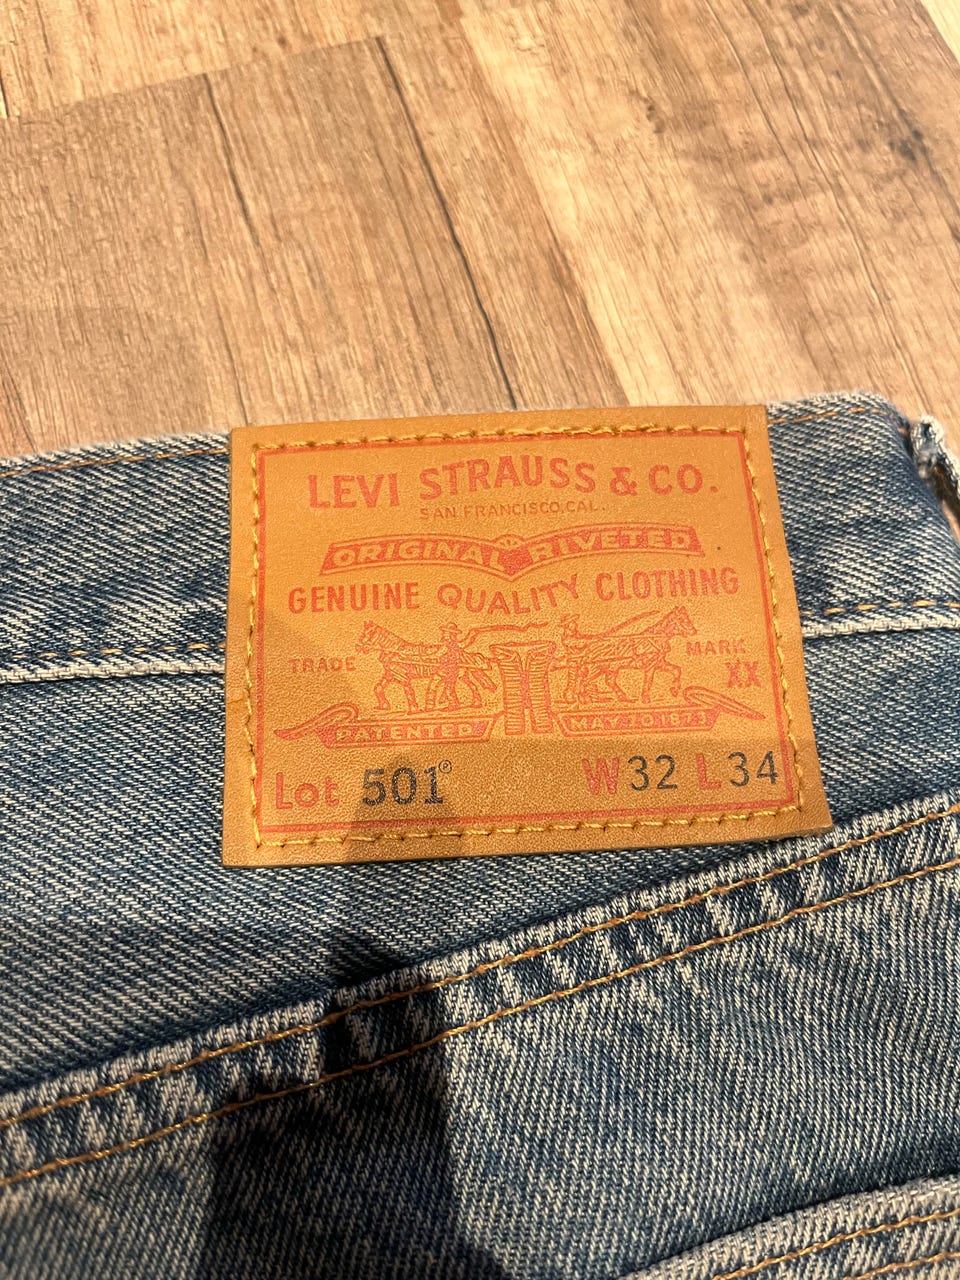 LEVI STRAUSS & CO.
SAN FRANCISCO, CAL.
ORIGINAL RIVETED
GENUINE QUALITY CLOTHING
TRADE MARK
XX
PATENTED MAY 20 1873
Lot 501® W32 L34